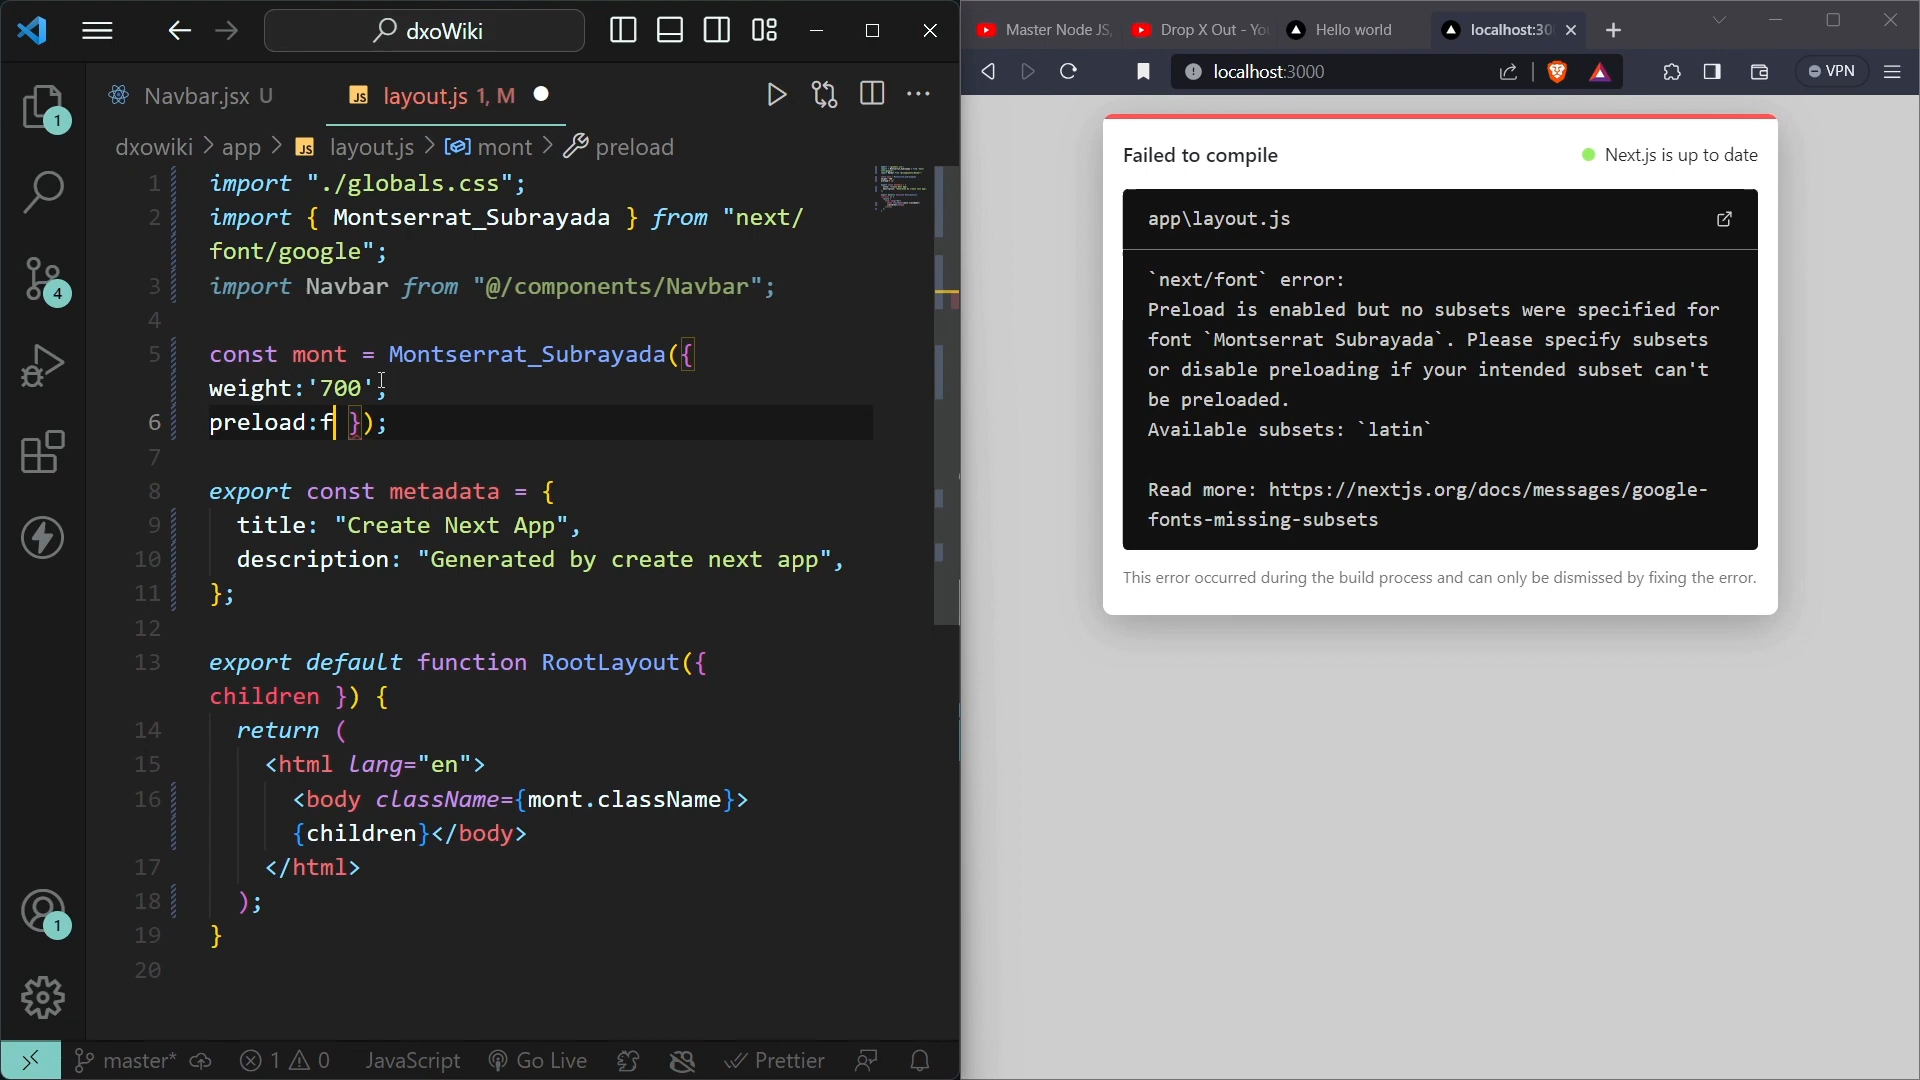 dxoWiki
Navbar.jsx U
layout.js 1, M
dxowiki > app > JS layout.js > mont > preload
1 import "./globals.css";
2 import { Montserrat_Subrayada } from "next/
font/google";
3 import Navbar from "@/components/Navbar";
4
5 const mont = Montserrat_Subrayada({
weight:'700',
6 preload:f });
7
8 export const metadata = {
9 title: "Create Next App",
10 description: "Generated by create next app",
11 };
12
13 export default function RootLayout({
children }) {
14 return (
15 <html lang="en">
16 <body className={mont.className}>
{children}</body>
17 </html>
18 );
19 }
20
1
4
1
master*
1 0
JavaScript
Go Live
Prettier
Master Node JS,
Drop X Out - You
Hello world
localhost:30
localhost:3000
VPN
Failed to compile
Next.js is up to date
app\layout.js
`next/font` error:
Preload is enabled but no subsets were specified for
font `Montserrat Subrayada`. Please specify subsets
or disable preloading if your intended subset can't
be preloaded.
Available subsets: `latin`
Read more: https://nextjs.org/docs/messages/google-
fonts-missing-subsets
This error occurred during the build process and can only be dismissed by fixing the error.